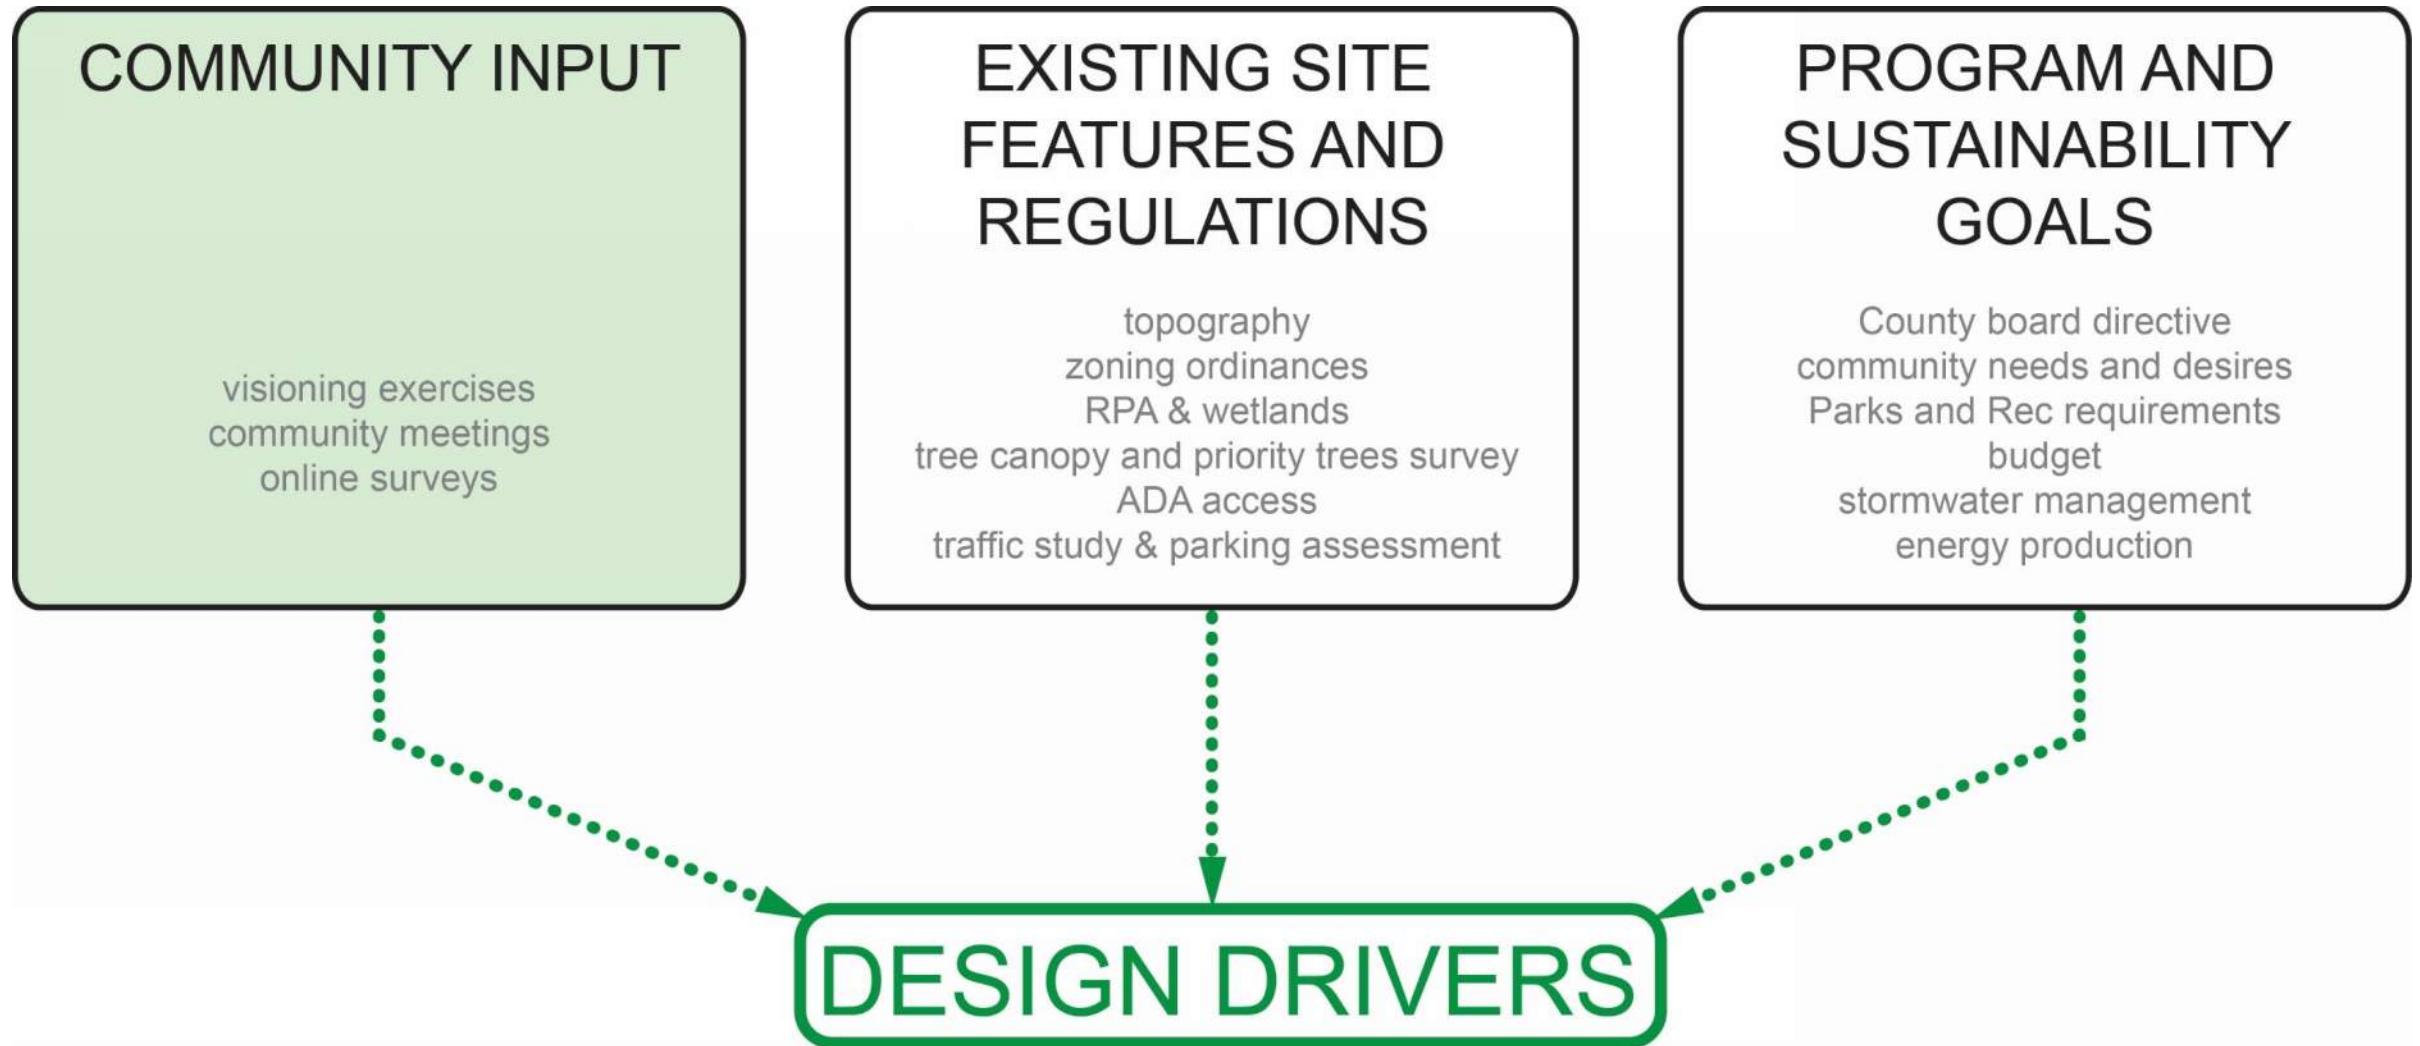 COMMUNITY INPUT
visioning exercises
community meetings
online surveys
EXISTING SITE
FEATURES AND
REGULATIONS
topography
zoning ordinances
RPA & wetlands
tree canopy and priority trees survey
ADA access
traffic study & parking assessment
PROGRAM AND
SUSTAINABILITY
GOALS
County board directive
community needs and desires
Parks and Rec requirements
budget
stormwater management
energy production
DESIGN DRIVERS